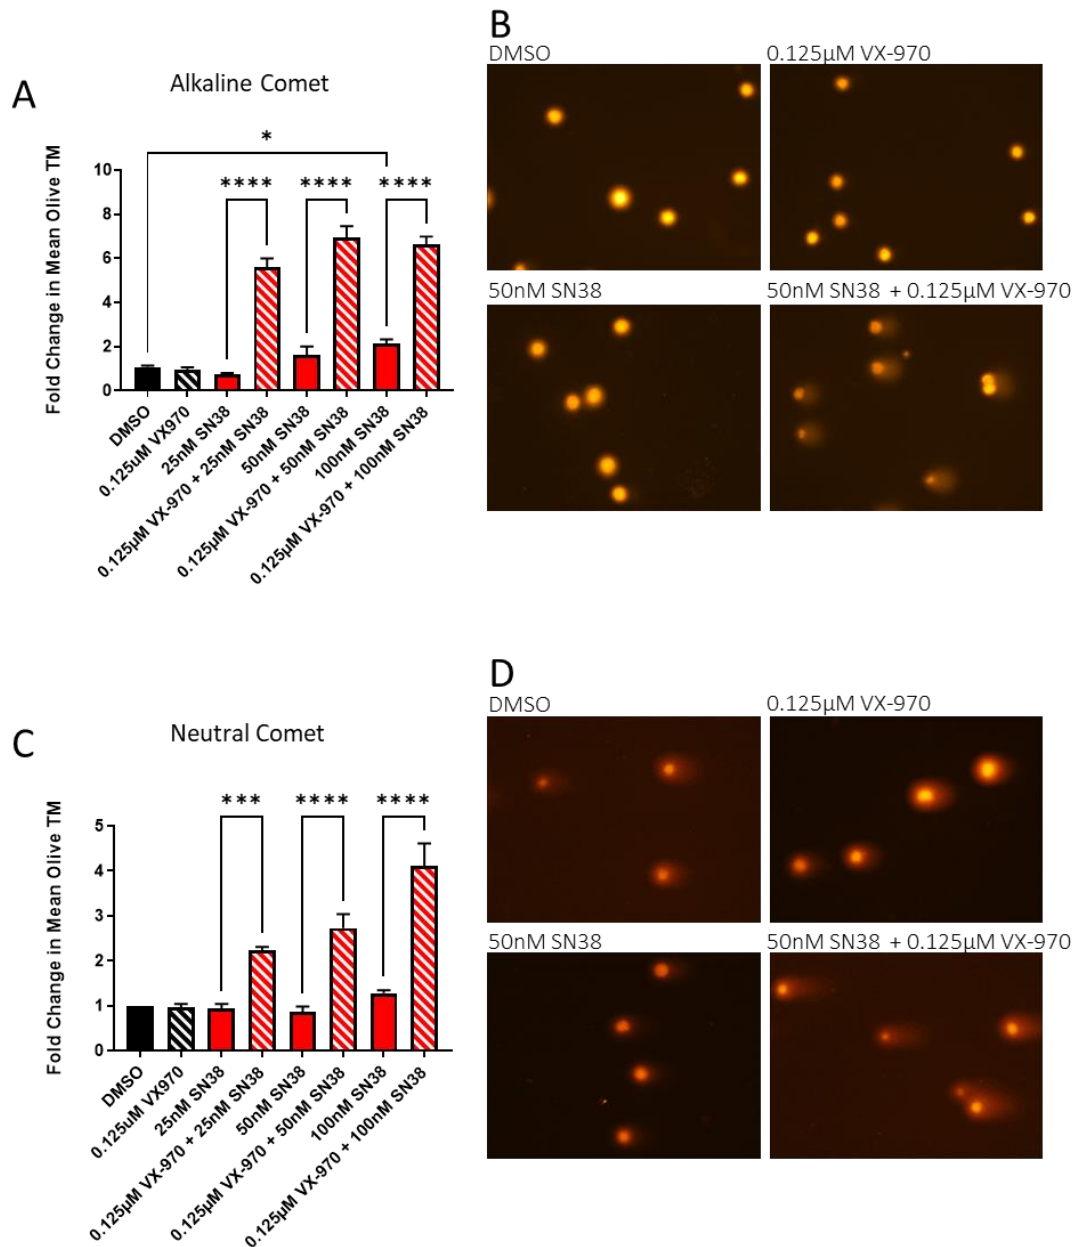 A
Alkaline Comet
Fold Change in Mean Olive TM
10
8
6
4
2
0
*
**** **** ****
DMSO
0.125uM VX970
25nM SN38
0.125µM VX-970 + 25nM SN38
50nM SN38
0.125µM VX-970 + 50nM SN38
100nM SN38
0.125µM VX-970 + 100nM SN38
B
DMSO
0.125µM VX-970
50nM SN38
50nM SN38 + 0.125µM VX-970
C
Neutral Comet
Fold Change in Mean Olive TM
5
4
3
2
1
0
*** **** ****
DMSO
0.125uM VX970
25nM SN38
0.125µM VX-970 + 25nM SN38
50nM SN38
0.125µM VX-970 + 50nM SN38
100nM SN38
0.125µM VX-970 + 100nM SN38
D
DMSO
0.125µM VX-970
50nM SN38
50nM SN38 + 0.125µM VX-970